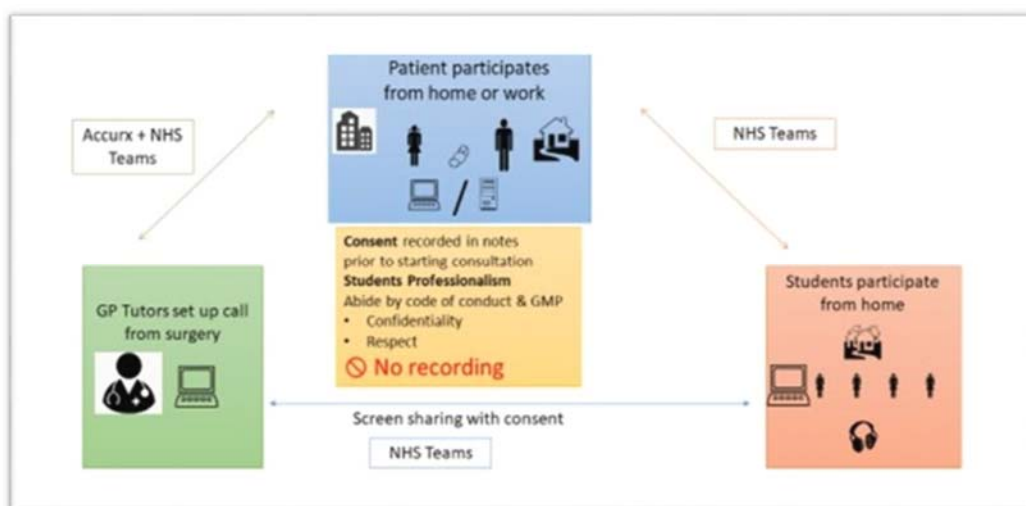 Patient participates
from home or work
Accurx + NHS
Teams
NHS Teams
Consent recorded in notes
prior to starting consultation
Students Professionalism
Abide by code of conduct & GMP
• Confidentiality
• Respect
No recording
GP Tutors set up call
from surgery
Students participate
from home
Screen sharing with consent
NHS Teams